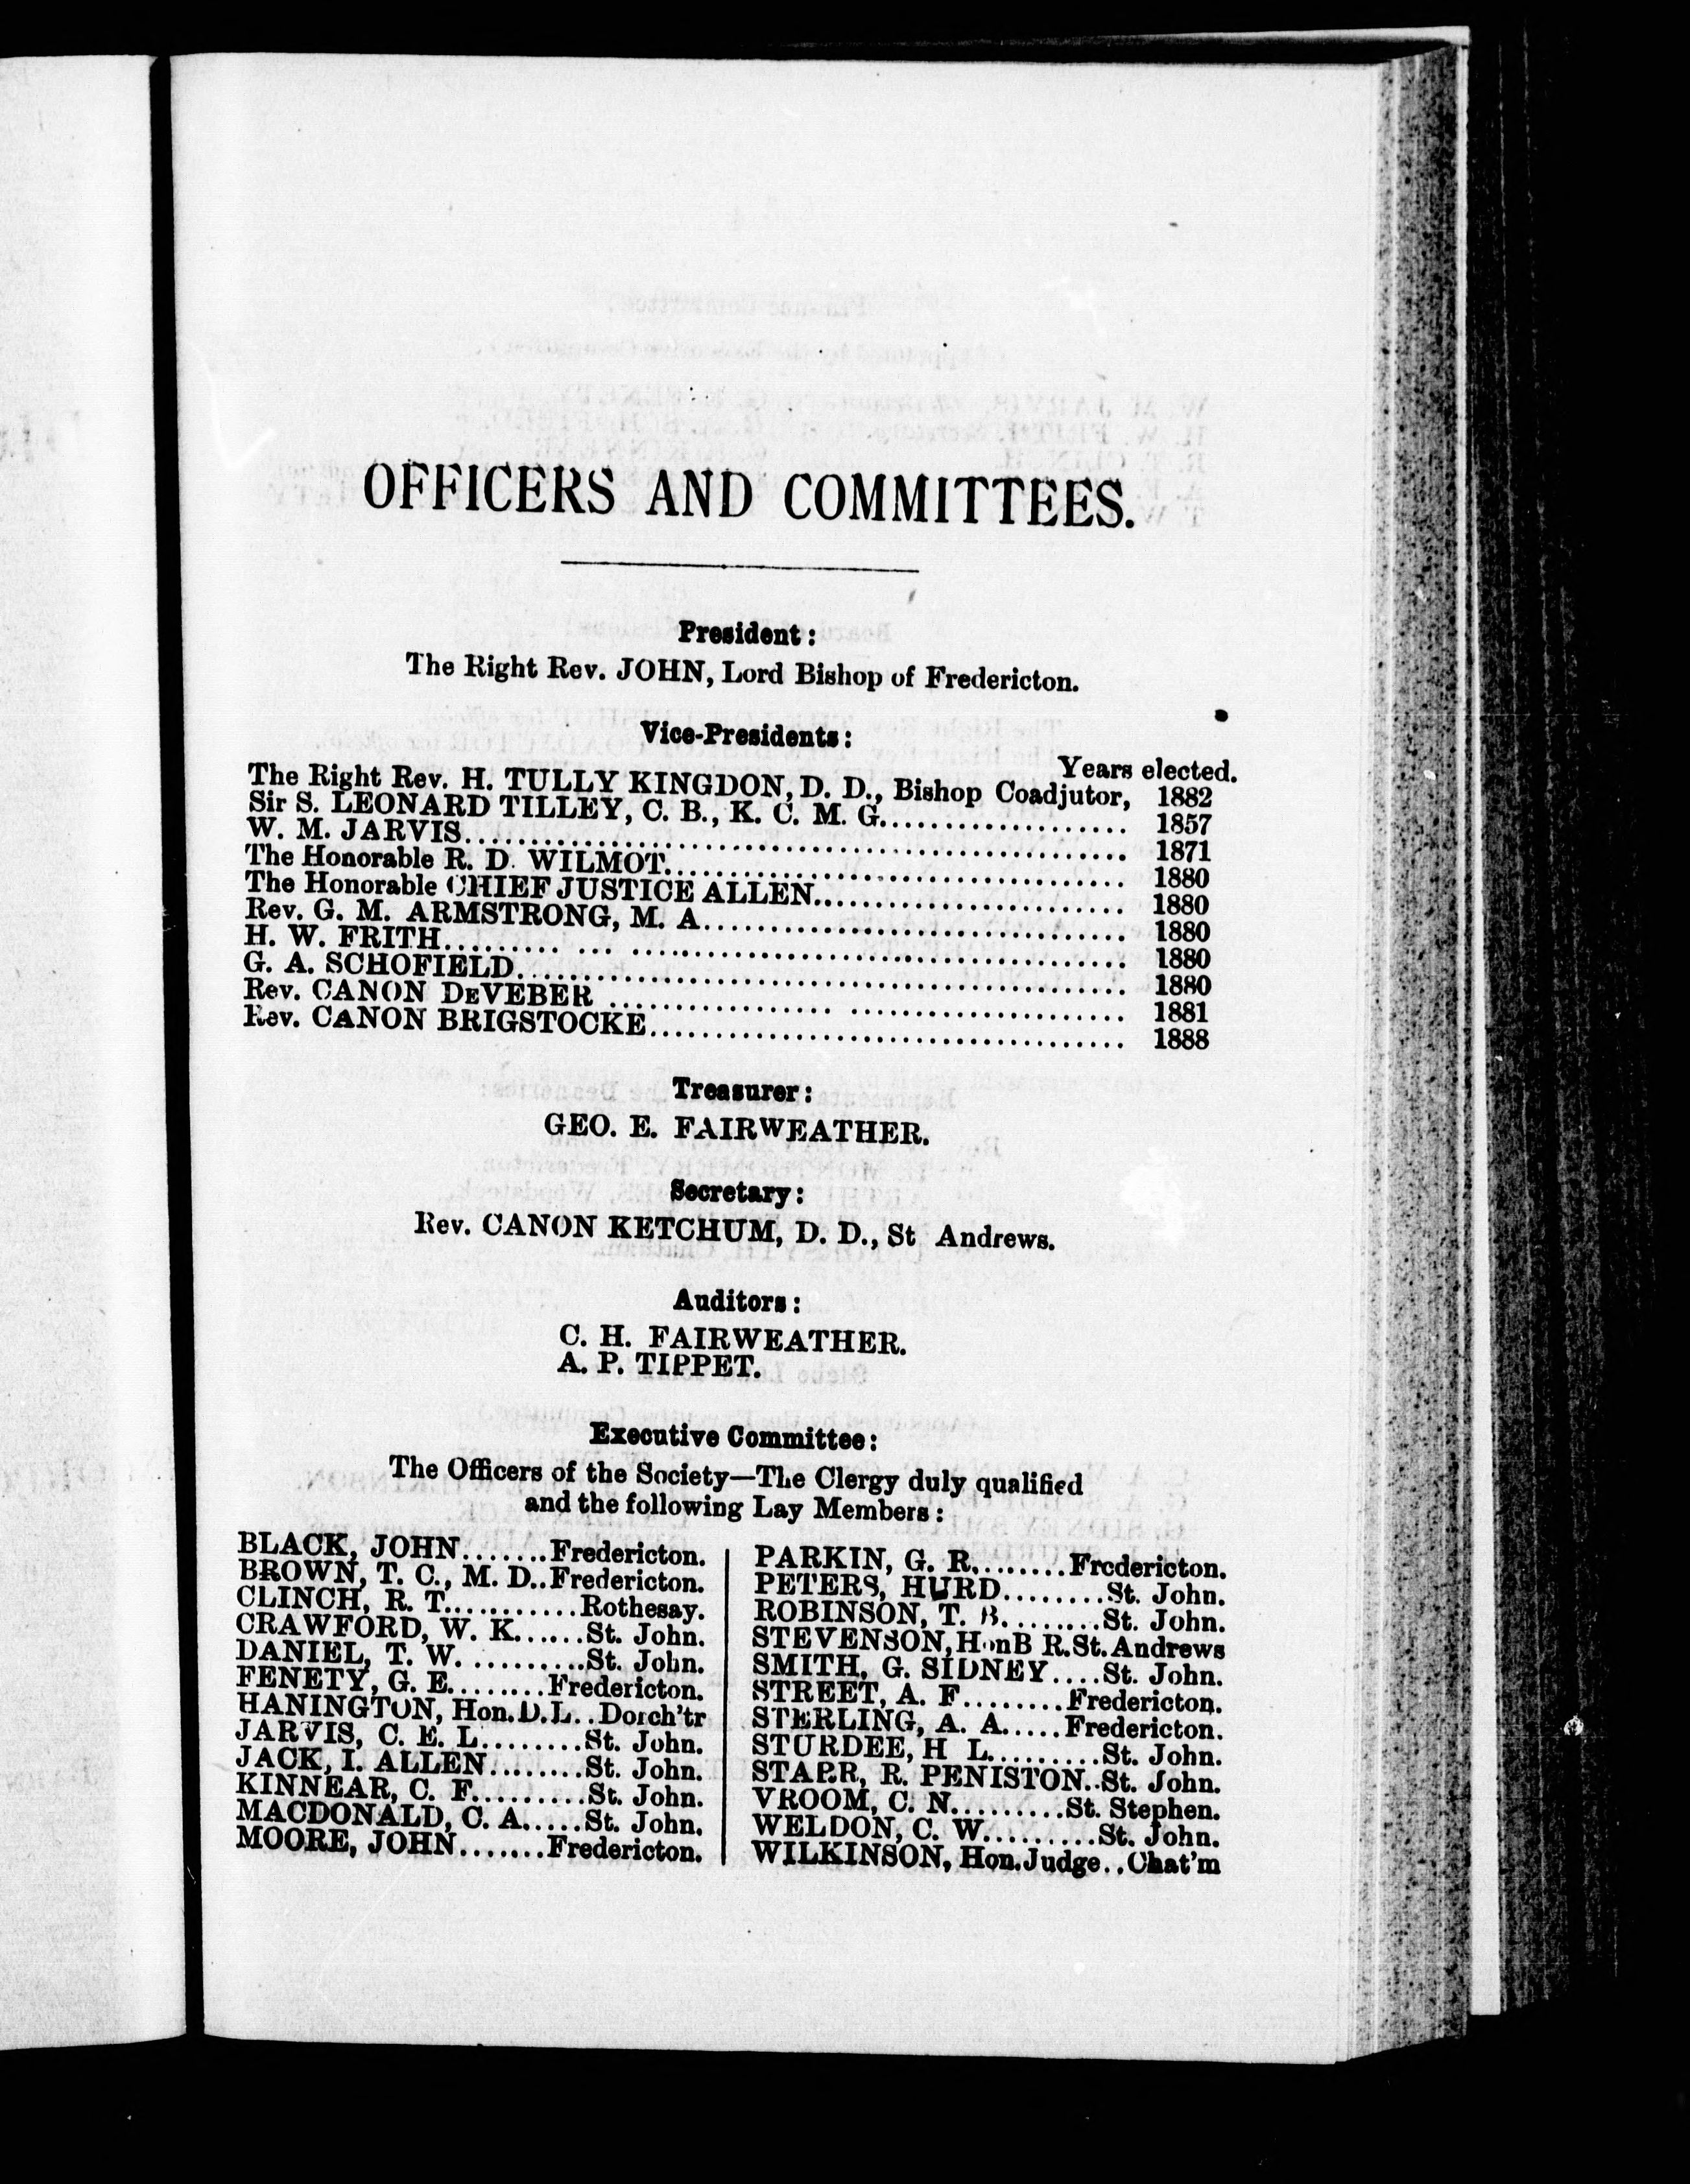 OFFICERS AND COMMITTEES.
President:
The Right Rev. JOHN, Lord Bishop of Fredericton.
Vice-Presidents:
Years elected.
The Right Rev. H. TULLY KINGDON, D. D., Bishop Coadjutor, 1882
Sir S. LEONARD TILLEY, C. B., K. C. M. G.................. 1857
W. M. JARVIS.................................................. 1871
The Honorable R. D. WILMOT.................................. 1880
The Honorable CHIEF JUSTICE ALLEN........................ 1880
Rev. G. M. ARMSTRONG, M. A................................ 1880
H. W. FRITH......... ... ..................................... 1880
G. A. SCHOFIELD.............................................. 1880
Rev. CANON DEVEBER ................. ..................... 1881
Rev. CANON BRIGSTOCKE.................................... 1888
Treasurer:
GEO. E. FAIRWEATHER.
Secretary:
Rev. CANON KETCHUM, D. D., St Andrews.
Auditors:
C. H. FAIRWEATHER.
A. P. TIPPET.
Executive Committee:
The Officers of the Society—The Clergy duly qualified
and the following Lay Members:
BLACK, JOHN.......Fredericton.
BROWN, T. C., M. D..Fredericton.
CLINCH, R. T...........Rothesay.
CRAWFORD, W. K......St. John.
DANIEL, T. W..........St. John.
FENETY, G. E........Fredericton.
HANINGTON, Hon. D.L..Dorch'tr
JARVIS, C. E. L........St. John.
JACK, I. ALLEN........St. John.
KINNEAR, C. F.........St. John.
MACDONALD, C. A.....St. John.
MOORE, JOHN.......Fredericton.
PARKIN, G. R........Fredericton.
PETERS, HURD........St. John.
ROBINSON, T. B........St. John.
STEVENSON, Hon B R.St. Andrews
SMITH, G. SIDNEY....St. John.
STREET, A. F........Fredericton.
STERLING, A. A.....Fredericton.
STURDEE, H L.........St. John.
STARR, R. PENISTON..St. John.
VROOM, C. N.........St. Stephen.
WELDON, C. W.........St. John.
WILKINSON, Hon. Judge..Chat'm